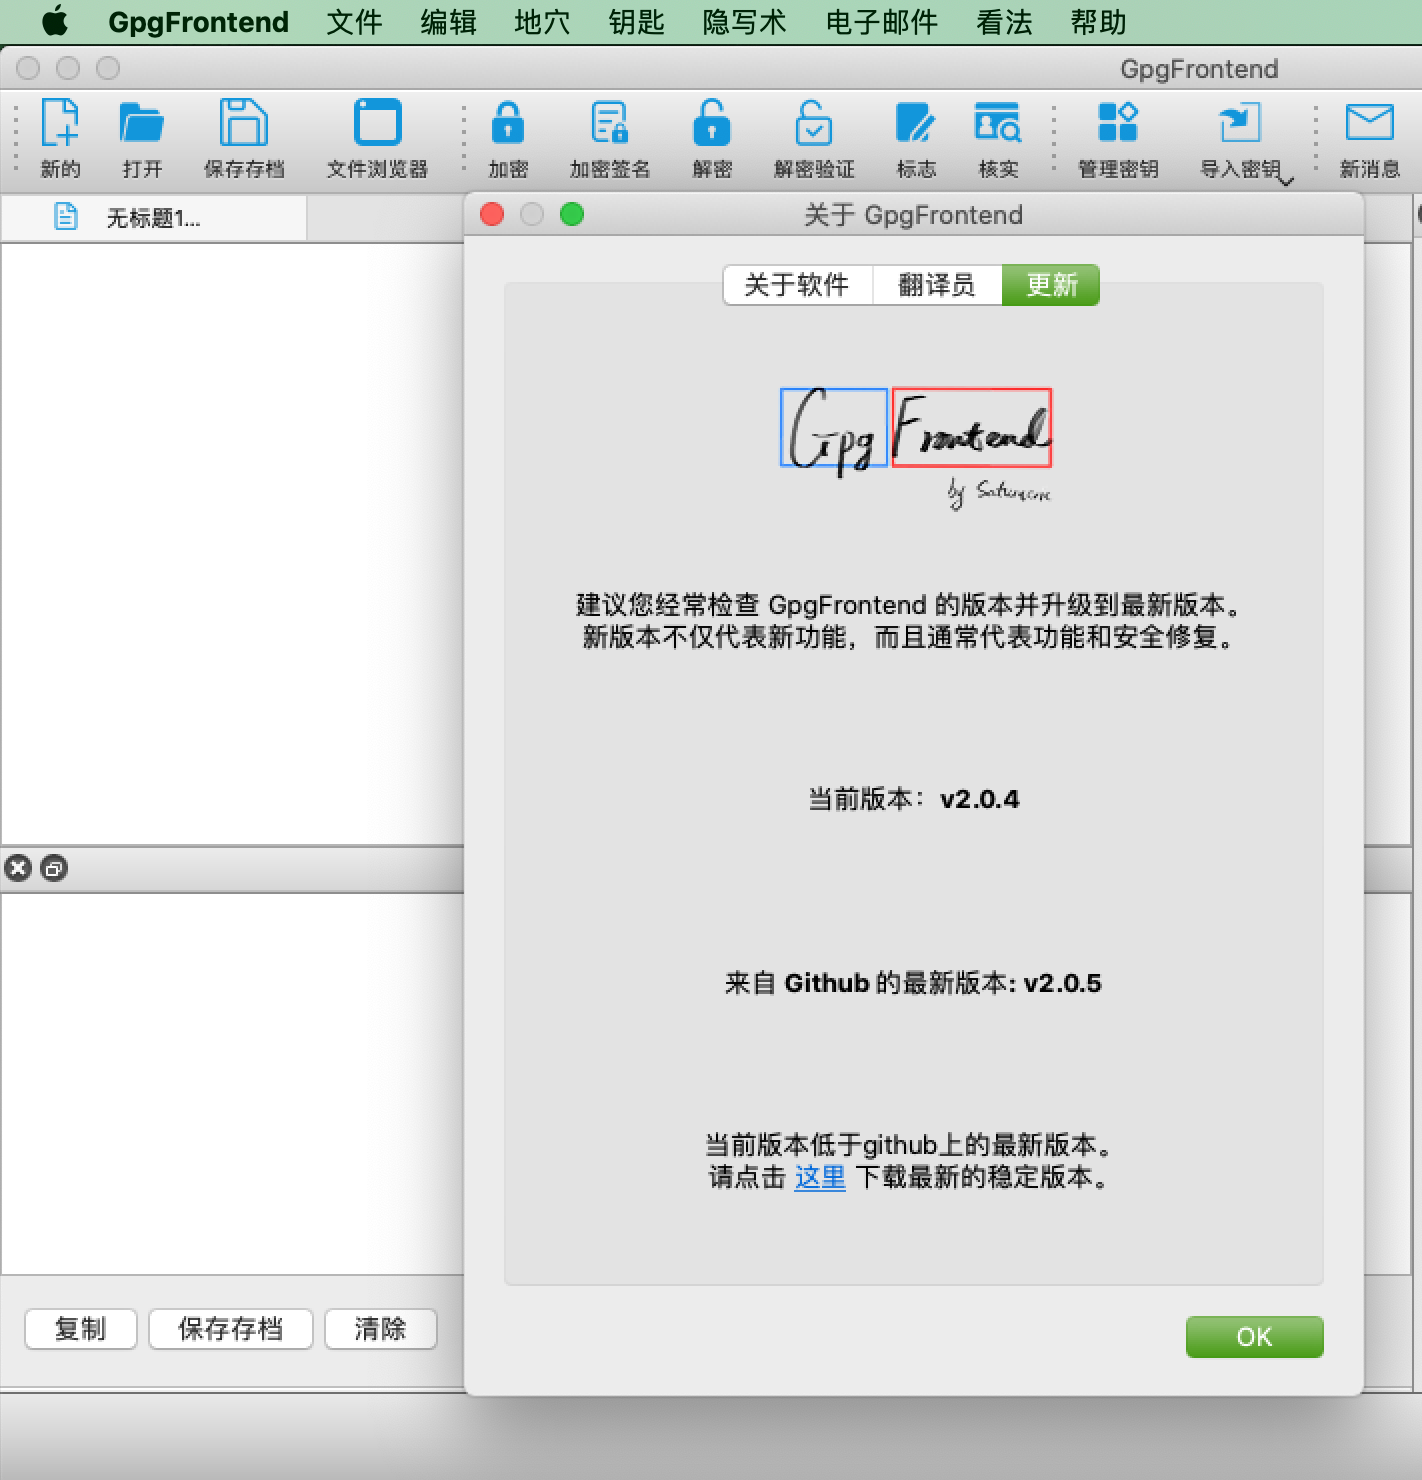 GpgFrontend 文件 编辑 地穴 钥匙 隐写术 电子邮件 看法 帮助
GpgFrontend
新的 打开 保存存档 文件浏览器 加密 加密签名 解密 解密验证 标志 核实 管理密钥 导入密钥 新消息
无标题1...
关于 GpgFrontend
关于软件 翻译员 更新
Gpg Frontend
by Saturneric
建议您经常检查 GpgFrontend 的版本并升级到最新版本。
新版本不仅代表新功能，而且通常代表功能和安全修复。
当前版本：v2.0.4
来自 Github 的最新版本: v2.0.5
当前版本低于github上的最新版本。
请点击 这里 下载最新的稳定版本。
复制 保存存档 清除
OK